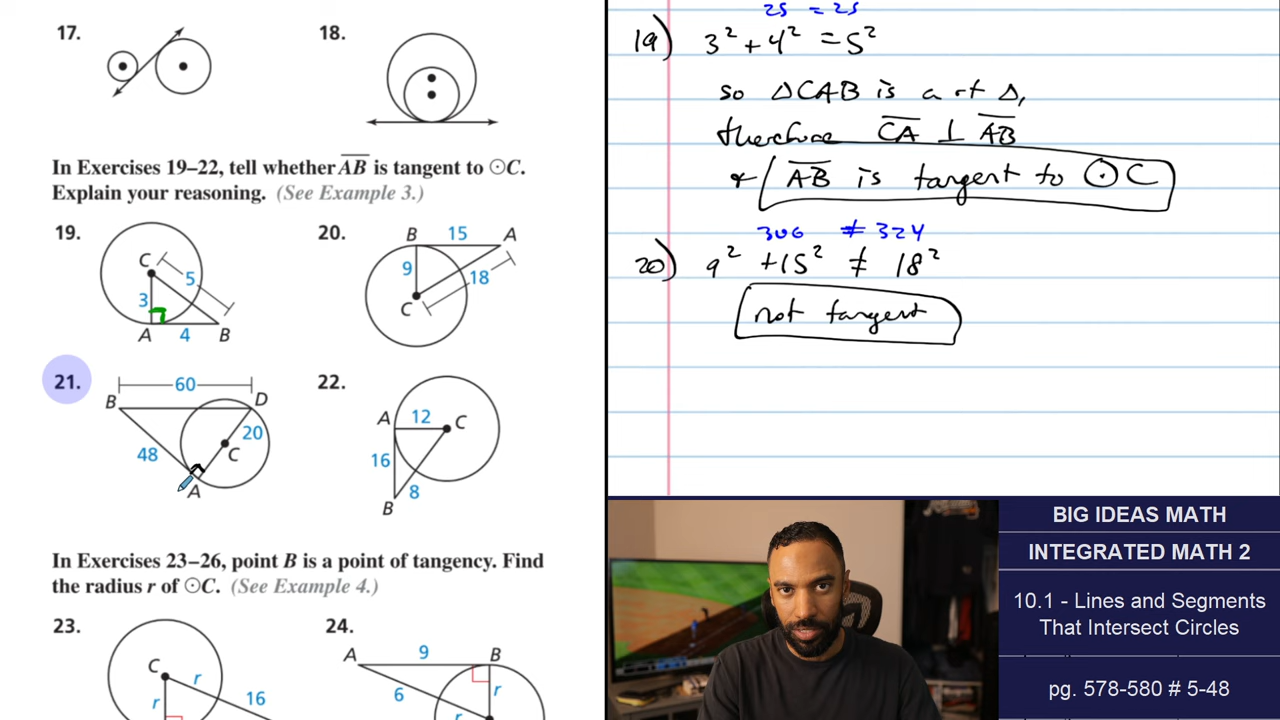 17.
18.
In Exercises 19–22, tell whether A͞B is tangent to ⊙C.
Explain your reasoning. (See Example 3.)
19.
C
5
3
A
4
B
20.
B
15
A
9
18
C
21.
60
B
D
20
48
C
A
22.
A
12
C
16
8
B
In Exercises 23–26, point B is a point of tangency. Find
the radius r of ⊙C. (See Example 4.)
23.
C
r
r
16
24.
A
9
B
6
r
r
25 = 25
19) 3² + 4² = 5²
so △CAB is a rt △,
therefore C͞A ⊥ A͞B
& A͞B is tangent to ⊙C
306 ≠ 324
20) 9² + 15² ≠ 18²
not tangent
BIG IDEAS MATH
INTEGRATED MATH 2
10.1 - Lines and Segments
That Intersect Circles
pg. 578-580 # 5-48